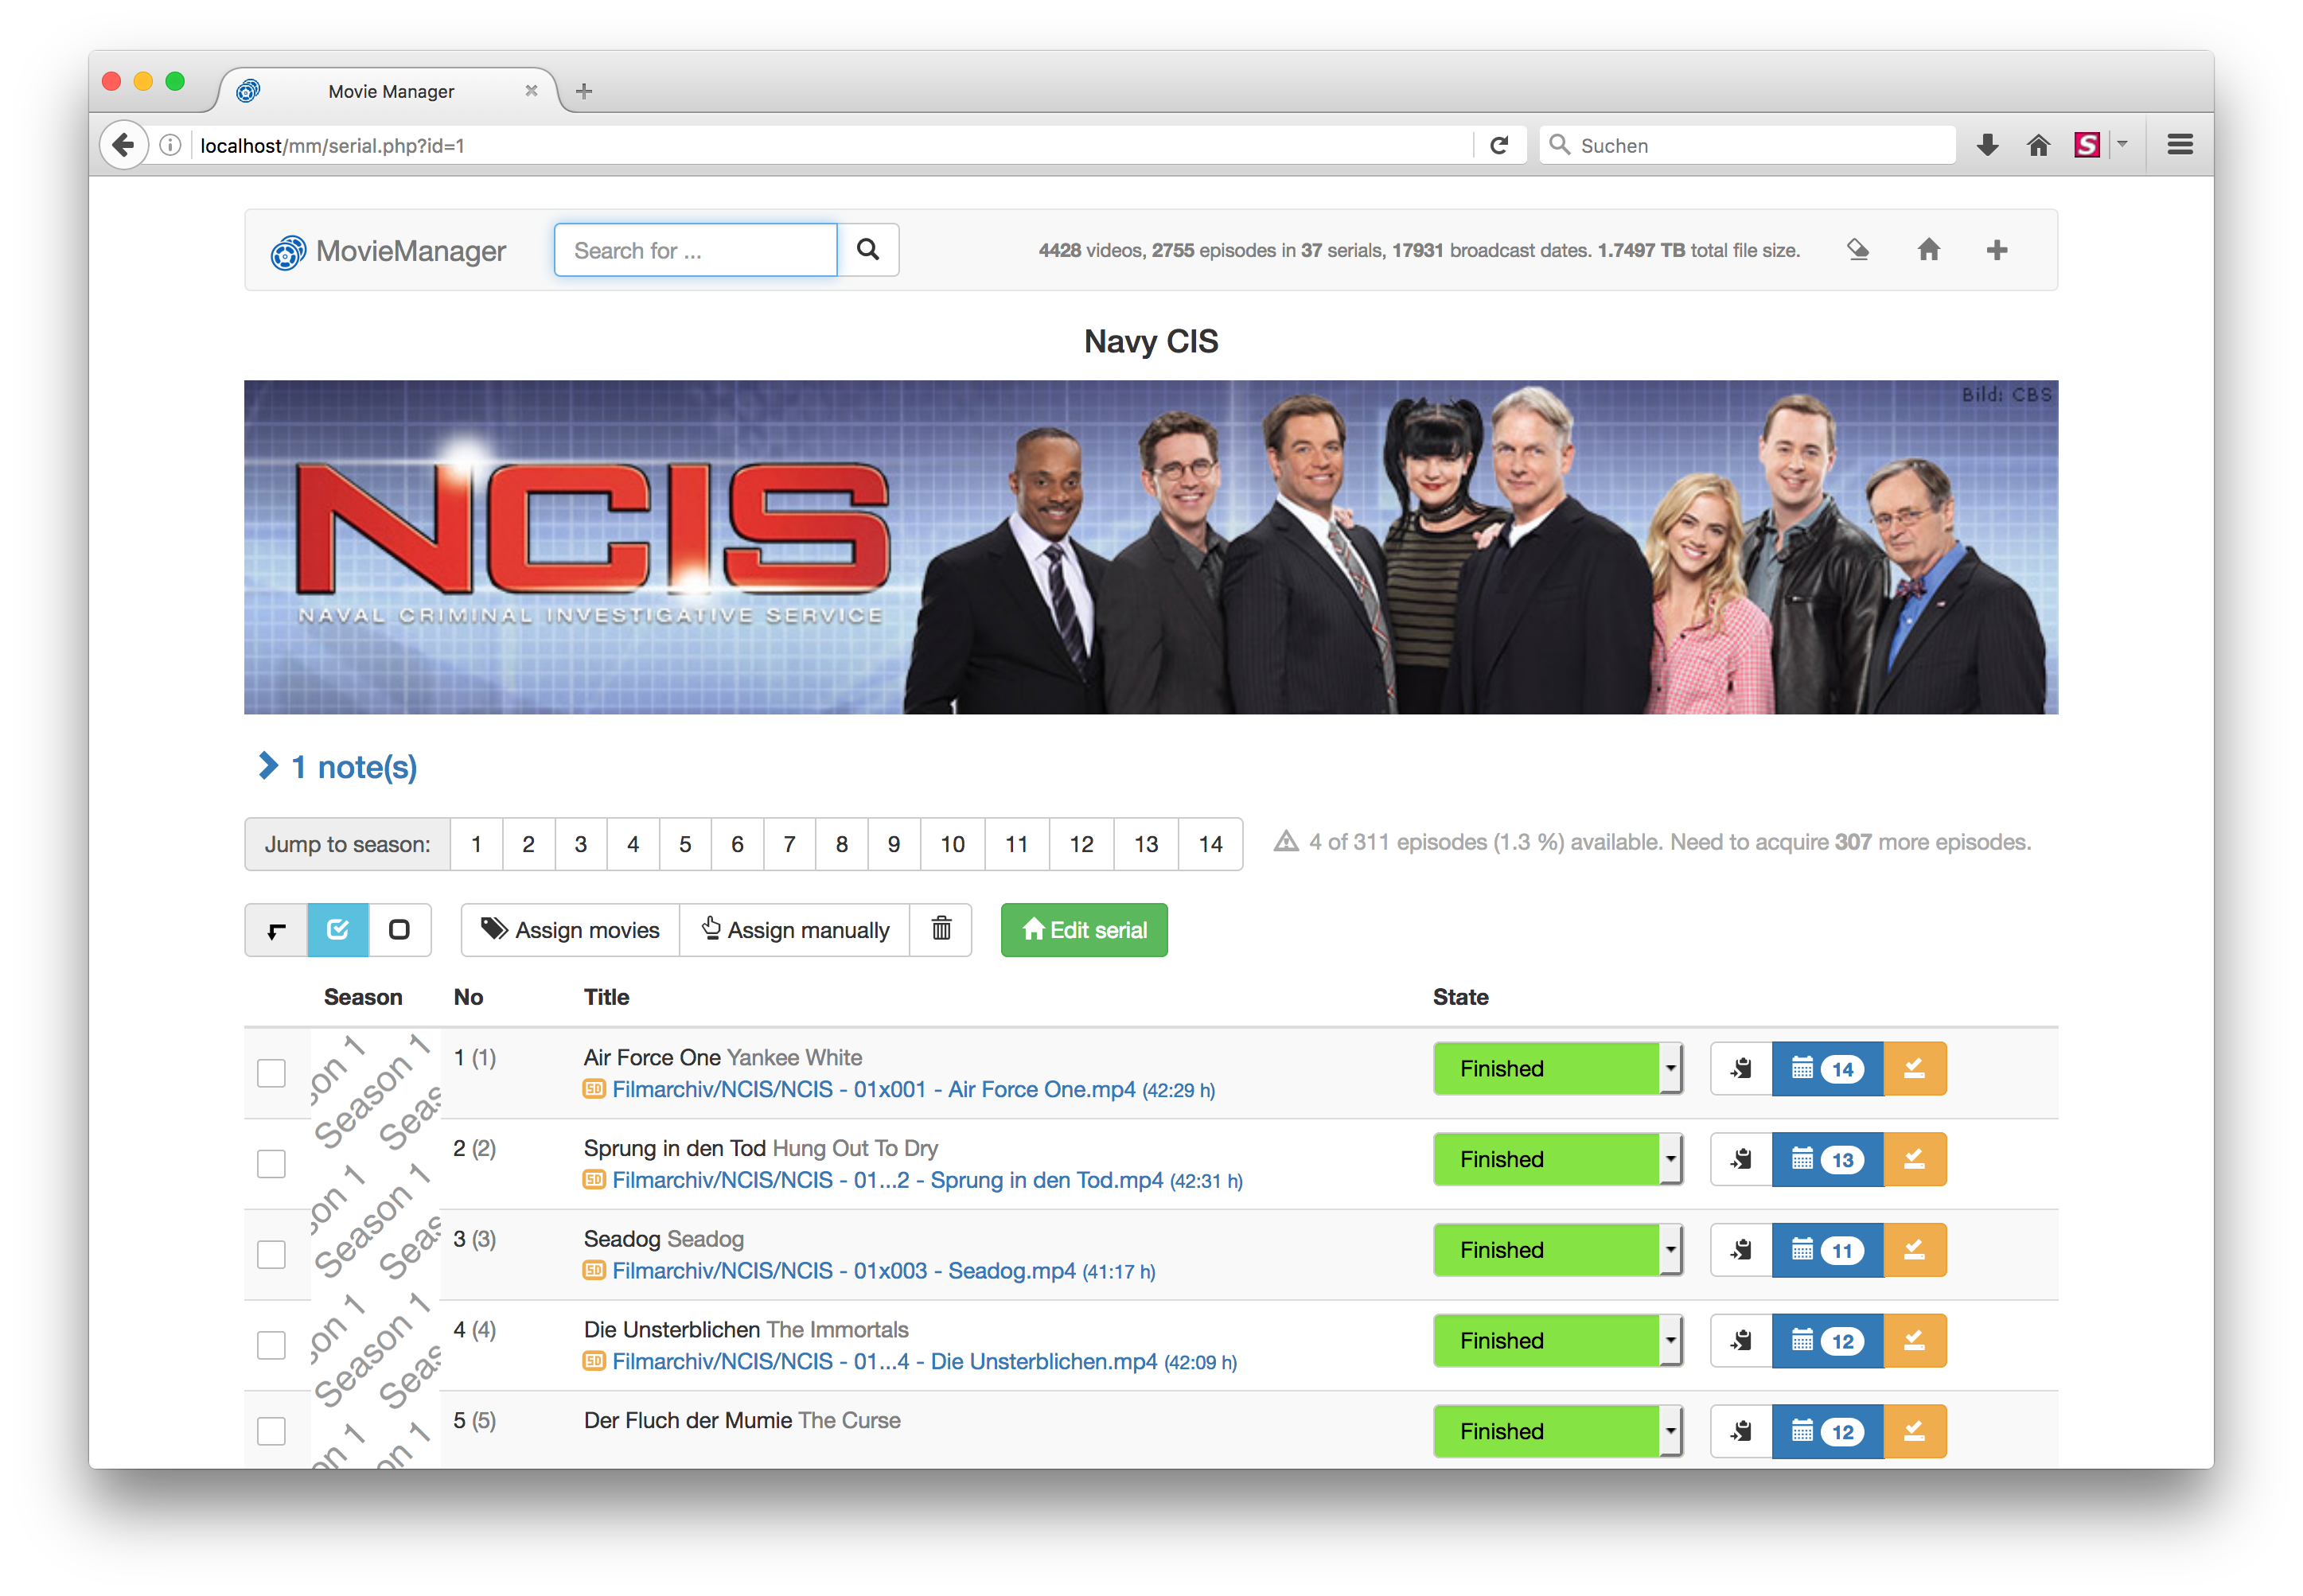 Movie Manager
localhost/mm/serial.php?id=1
Suchen
MovieManager
Search for ...
4428 videos, 2755 episodes in 37 serials, 17931 broadcast dates. 1.7497 TB total file size.
Navy CIS
Bild: CBS
NCIS
NAVAL CRIMINAL INVESTIGATIVE SERVICE
1 note(s)
Jump to season: 1 2 3 4 5 6 7 8 9 10 11 12 13 14
4 of 311 episodes (1.3 %) available. Need to acquire 307 more episodes.
Assign movies Assign manually Edit serial
Season No Title State
Season 1
1 (1) Air Force One Yankee White Finished 14
SD Filmarchiv/NCIS/NCIS - 01x001 - Air Force One.mp4 (42:29 h)
Season 1
2 (2) Sprung in den Tod Hung Out To Dry Finished 13
SD Filmarchiv/NCIS/NCIS - 01...2 - Sprung in den Tod.mp4 (42:31 h)
Season 1
3 (3) Seadog Seadog Finished 11
SD Filmarchiv/NCIS/NCIS - 01x003 - Seadog.mp4 (41:17 h)
4 (4) Die Unsterblichen The Immortals Finished 12
SD Filmarchiv/NCIS/NCIS - 01...4 - Die Unsterblichen.mp4 (42:09 h)
5 (5) Der Fluch der Mumie The Curse Finished 12